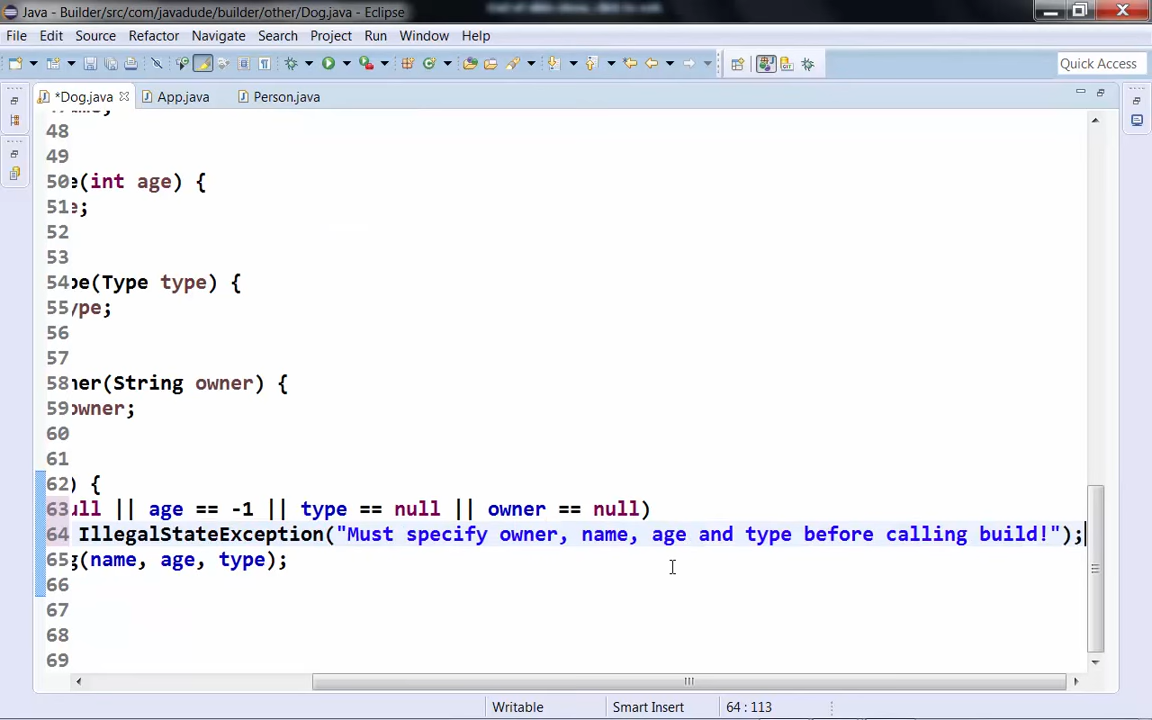 Java - Builder/src/com/javadude/builder/other/Dog.java - Eclipse
File Edit Source Refactor Navigate Search Project Run Window Help
Quick Access
*Dog.java App.java Person.java
48
49
50 e(int age) {
51 e;
52
53
54 pe(Type type) {
55 ype;
56
57
58 ner(String owner) {
59 owner;
60
61
62 ) {
63 ull || age == -1 || type == null || owner == null)
64 IllegalStateException("Must specify owner, name, age and type before calling build!");
65 g(name, age, type);
66
67
68
69
Writable Smart Insert 64 : 113